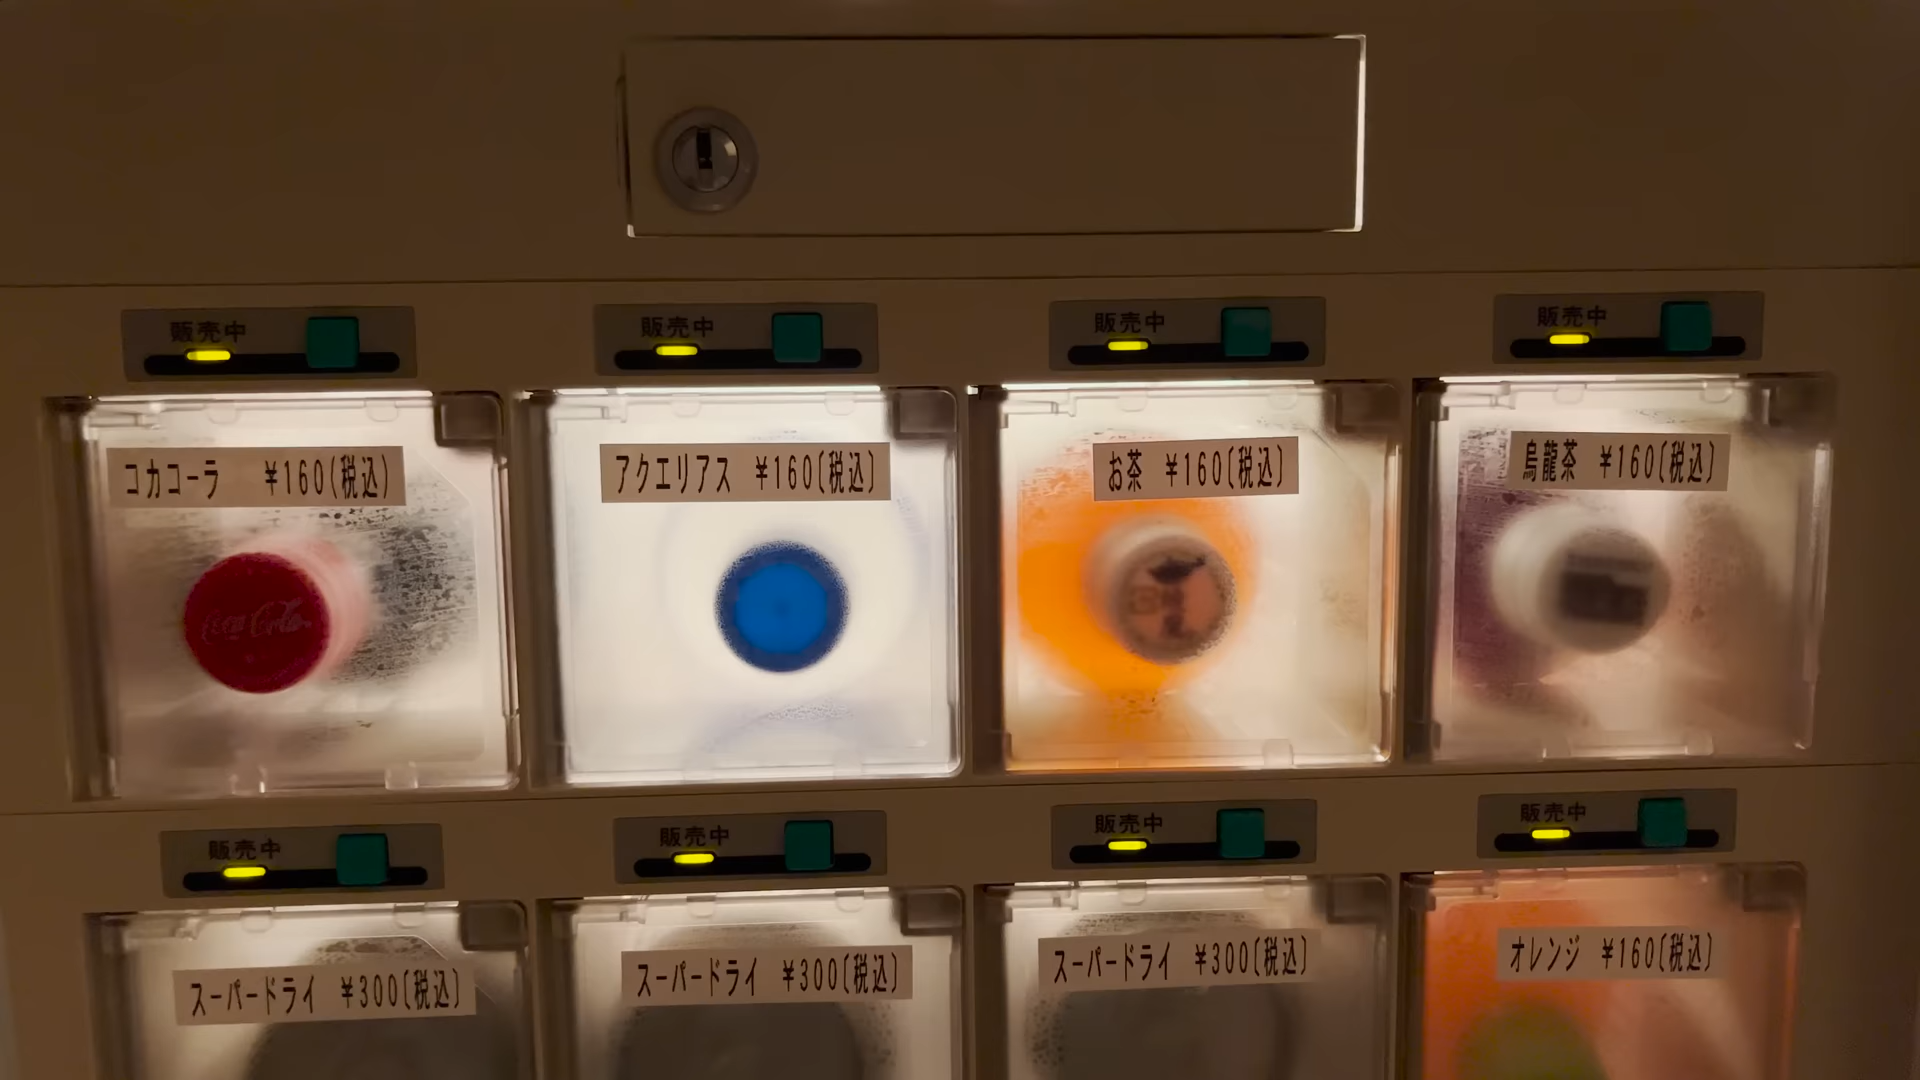 販売中
販売中
販売中
販売中
コカコーラ ¥160(税込)
アクエリアス ¥160(税込)
お茶 ¥160(税込)
烏龍茶 ¥160(税込)
Coca-Cola
販売中
販売中
販売中
販売中
スーパードライ ¥300(税込)
スーパードライ ¥300(税込)
スーパードライ ¥300(税込)
オレンジ ¥160(税込)